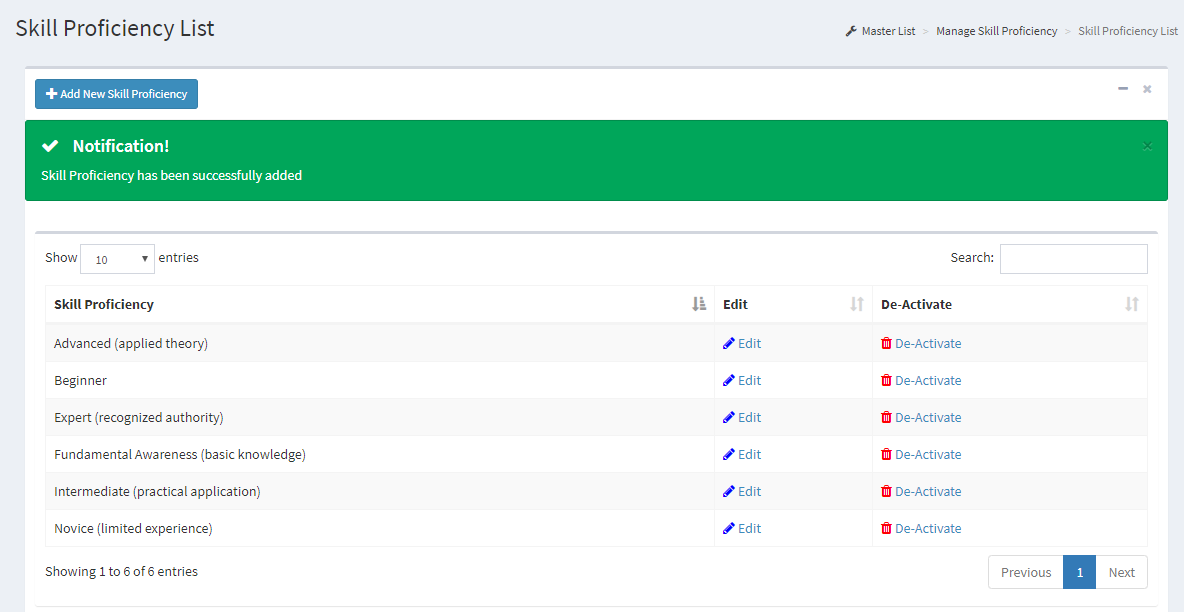 Skill Proficiency List
Master List > Manage Skill Proficiency > Skill Proficiency List
Add New Skill Proficiency
Notification!
Skill Proficiency has been successfully added
Show 10 entries Search:
Skill Proficiency Edit De-Activate
Advanced (applied theory) Edit De-Activate
Beginner Edit De-Activate
Expert (recognized authority) Edit De-Activate
Fundamental Awareness (basic knowledge) Edit De-Activate
Intermediate (practical application) Edit De-Activate
Novice (limited experience) Edit De-Activate
Showing 1 to 6 of 6 entries Previous 1 Next